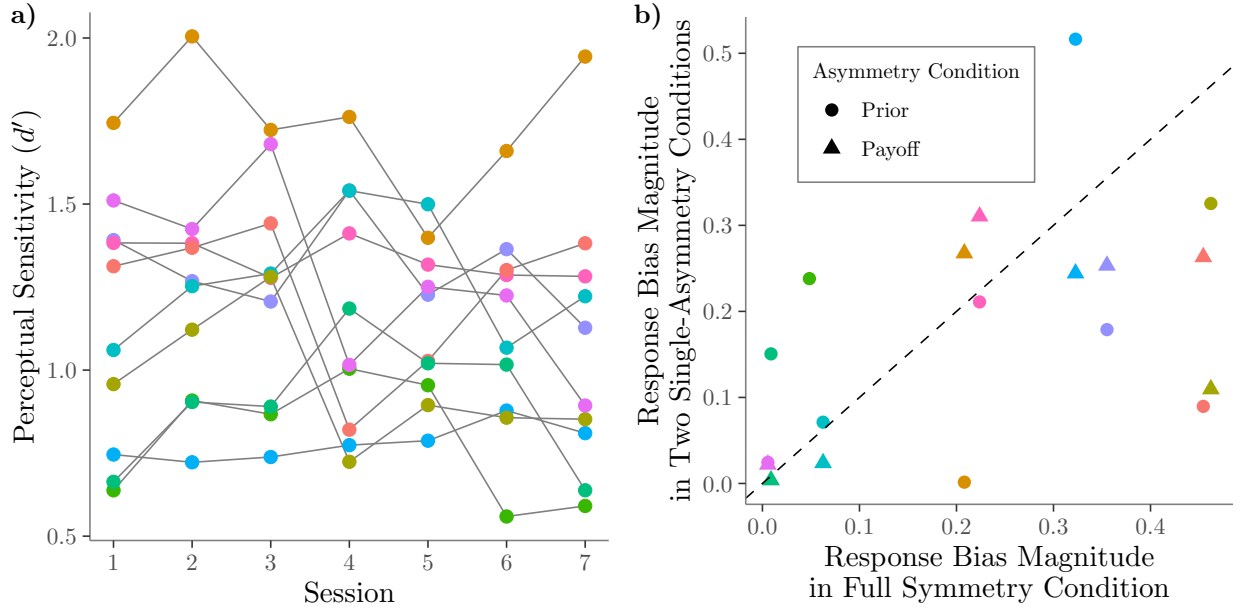 a)
Perceptual Sensitivity (d′)
2.0
1.5
1.0
0.5
1 2 3 4 5 6 7
Session
b)
Response Bias Magnitude
in Two Single-Asymmetry Conditions
0.5
0.4
0.3
0.2
0.1
0.0
Asymmetry Condition
Prior
Payoff
0.0 0.1 0.2 0.3 0.4
Response Bias Magnitude
in Full Symmetry Condition